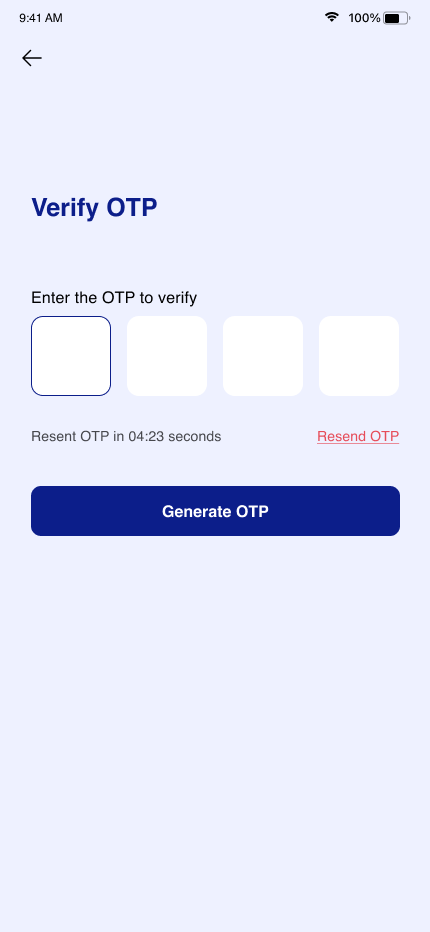 9:41 AM 100%
Verify OTP
Enter the OTP to verify
Resent OTP in 04:23 seconds Resend OTP
Generate OTP